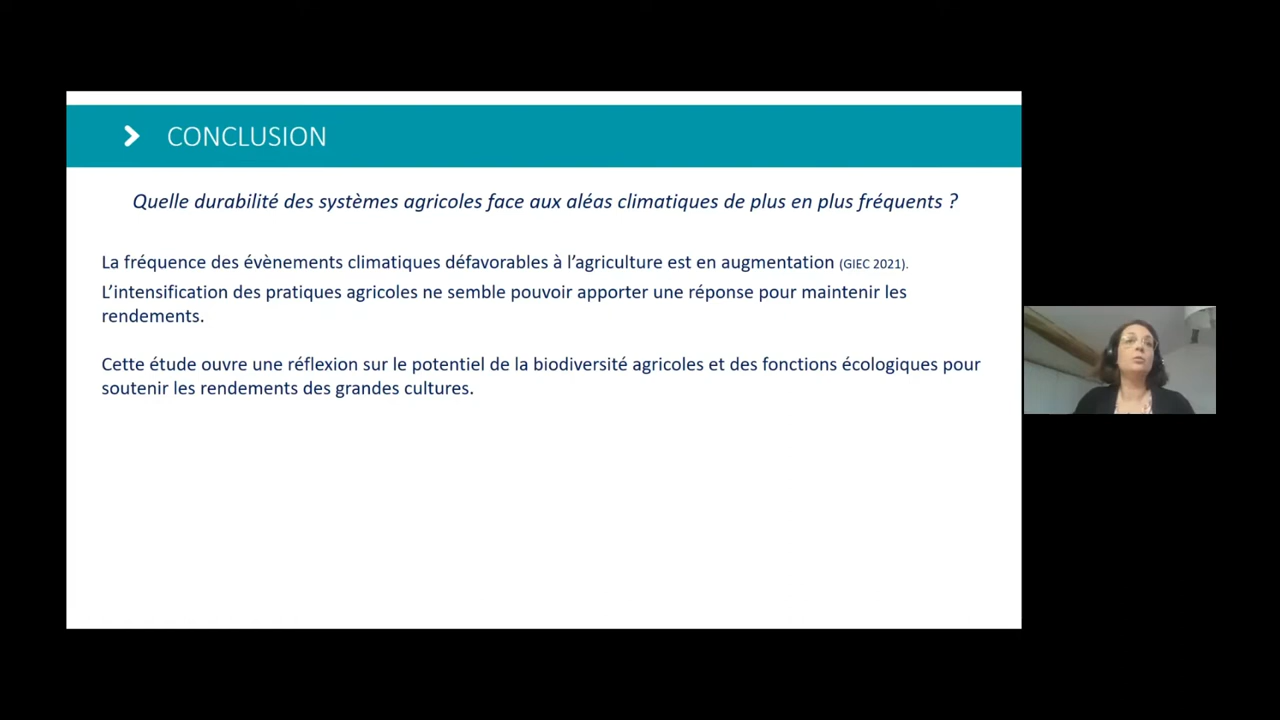 CONCLUSION
Quelle durabilité des systèmes agricoles face aux aléas climatiques de plus en plus fréquents ?
La fréquence des évènements climatiques défavorables à l’agriculture est en augmentation (GIEC 2021).
L’intensification des pratiques agricoles ne semble pouvoir apporter une réponse pour maintenir les
rendements.
Cette étude ouvre une réflexion sur le potentiel de la biodiversité agricoles et des fonctions écologiques pour
soutenir les rendements des grandes cultures.